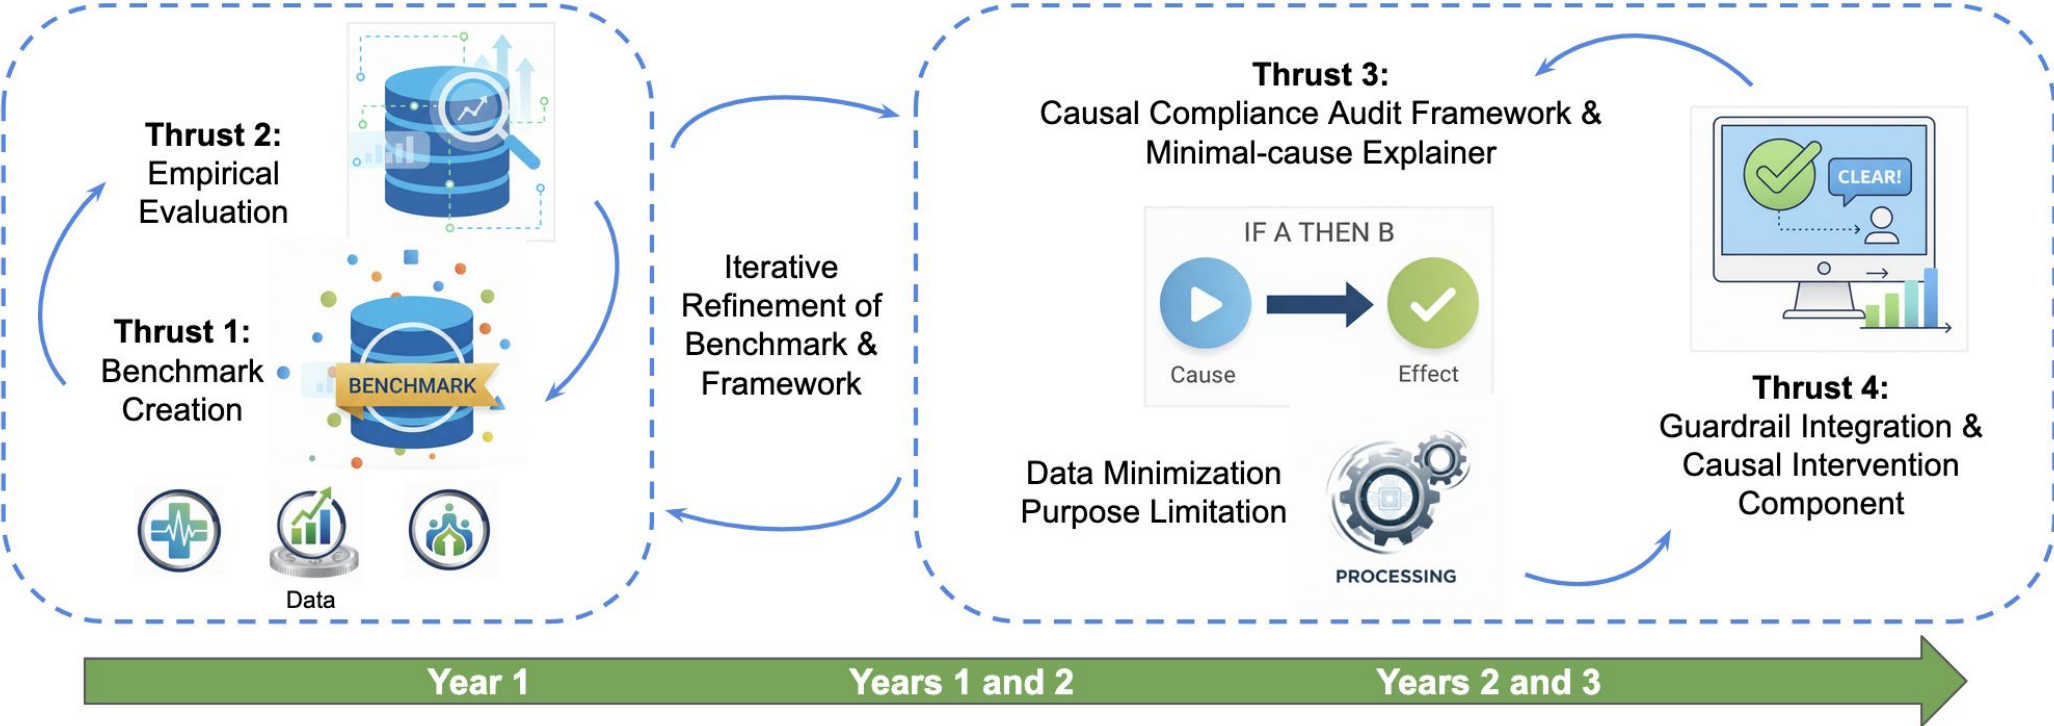 Thrust 2:
Empirical
Evaluation
Thrust 1:
Benchmark
Creation
BENCHMARK
Data
Iterative
Refinement of
Benchmark &
Framework
Thrust 3:
Causal Compliance Audit Framework &
Minimal-cause Explainer
IF A THEN B
Cause
Effect
Data Minimization
Purpose Limitation
PROCESSING
CLEAR!
Thrust 4:
Guardrail Integration &
Causal Intervention
Component
Year 1
Years 1 and 2
Years 2 and 3